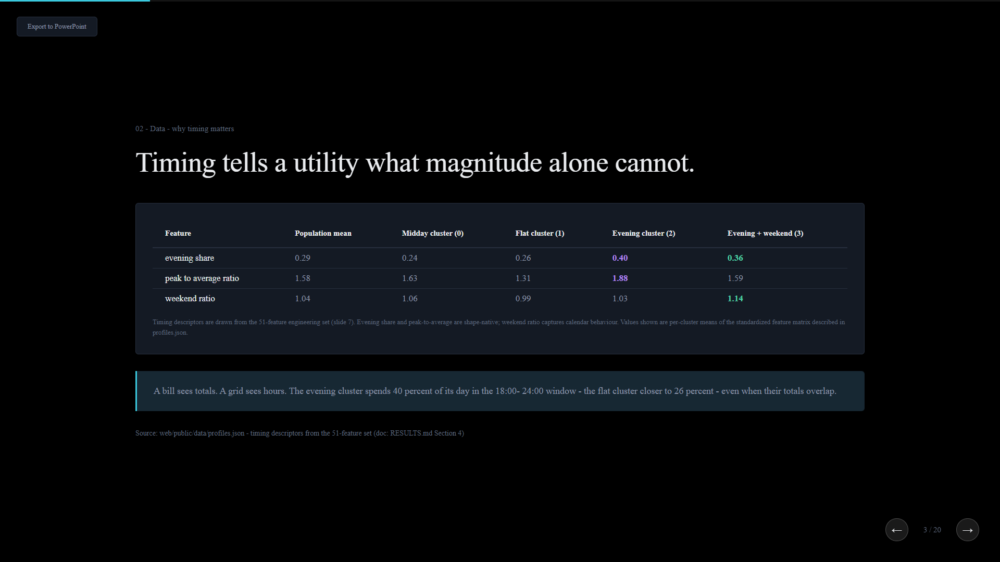 Export to PowerPoint
02 - Data - why timing matters
Timing tells a utility what magnitude alone cannot.
Feature Population mean Midday cluster (0) Flat cluster (1) Evening cluster (2) Evening + weekend (3)
evening share 0.29 0.24 0.26 0.40 0.36
peak to average ratio 1.58 1.63 1.31 1.88 1.59
weekend ratio 1.04 1.06 0.99 1.03 1.14
Timing descriptors are drawn from the 51-feature engineering set (slide 7). Evening share and peak-to-average are shape-native; weekend ratio captures calendar behaviour. Values shown are per-cluster means of the standardized feature matrix described in
profiles.json.
A bill sees totals. A grid sees hours. The evening cluster spends 40 percent of its day in the 18:00- 24:00 window - the flat cluster closer to 26 percent - even when their totals overlap.
Source: web/public/data/profiles.json - timing descriptors from the 51-feature set (doc: RESULTS.md Section 4)
← 3 / 20 →